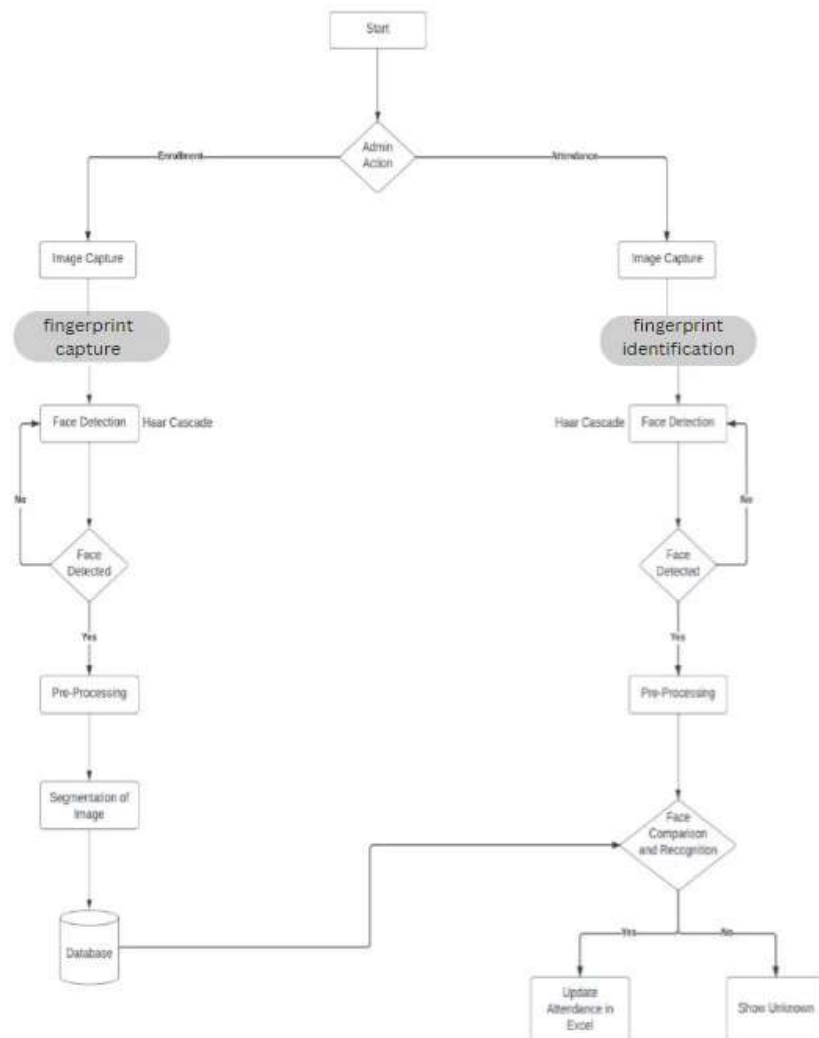 Start
Admin
Action
Enrallment
Attendance
Image Capture
Image Capture
fingerprint
capture
fingerprint
identification
Face Detection
Haar Cascade
Haar Cascade
Face Detection
No
No
Face
Detected
Face
Detected
Yes
Yes
Pre-Processing
Pre-Processing
Segmentation of
Image
Face
Comparison
and Recognition
Database
Yes
No
Update
Attendance in
Excel
Show Unknown